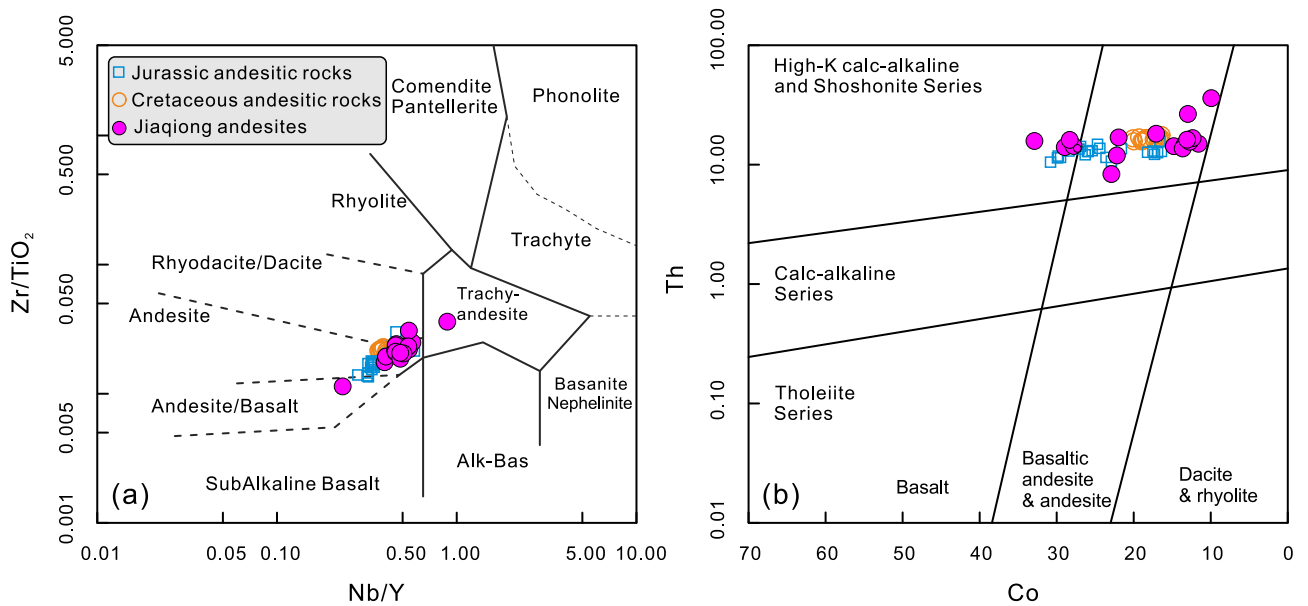 5.000
0.500
0.050
0.005
0.001
Zr/TiO2
Jurassic andesitic rocks
Cretaceous andesitic rocks
Jiaqiong andesites
Comendite
Pantellerite
Phonolite
Rhyolite
Trachyte
Rhyodacite/Dacite
Trachy-
andesite
Andesite
Andesite/Basalt
Basanite
Nephelinite
Alk-Bas
SubAlkaline Basalt
(a)
0.01
0.05
0.10
0.50
1.00
5.00
10.00
Nb/Y
100.00
10.00
1.00
0.10
0.01
Th
High-K calc-alkaline
and Shoshonite Series
Calc-alkaline
Series
Tholeiite
Series
Basalt
Basaltic
andesite
& andesite
Dacite
& rhyolite
(b)
70
60
50
40
30
20
10
0
Co